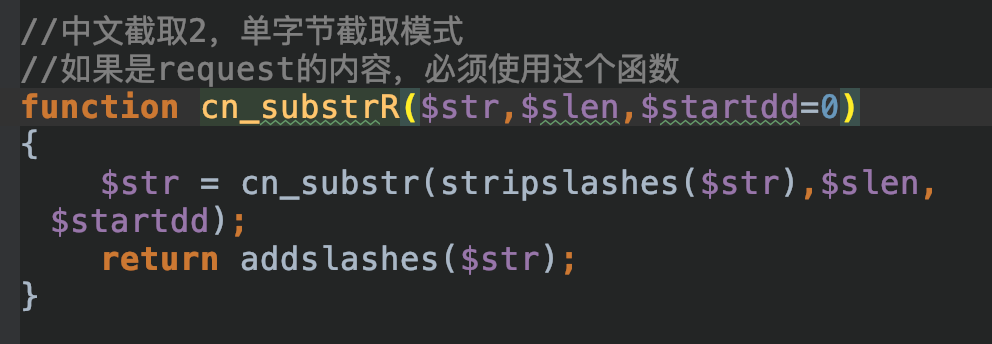 //中文截取2，单字节截取模式
//如果是request的内容，必须使用这个函数
function cn_substrR($str,$slen,$startdd=0)
{
    $str = cn_substr(stripslashes($str),$slen,
$startdd);
    return addslashes($str);
}